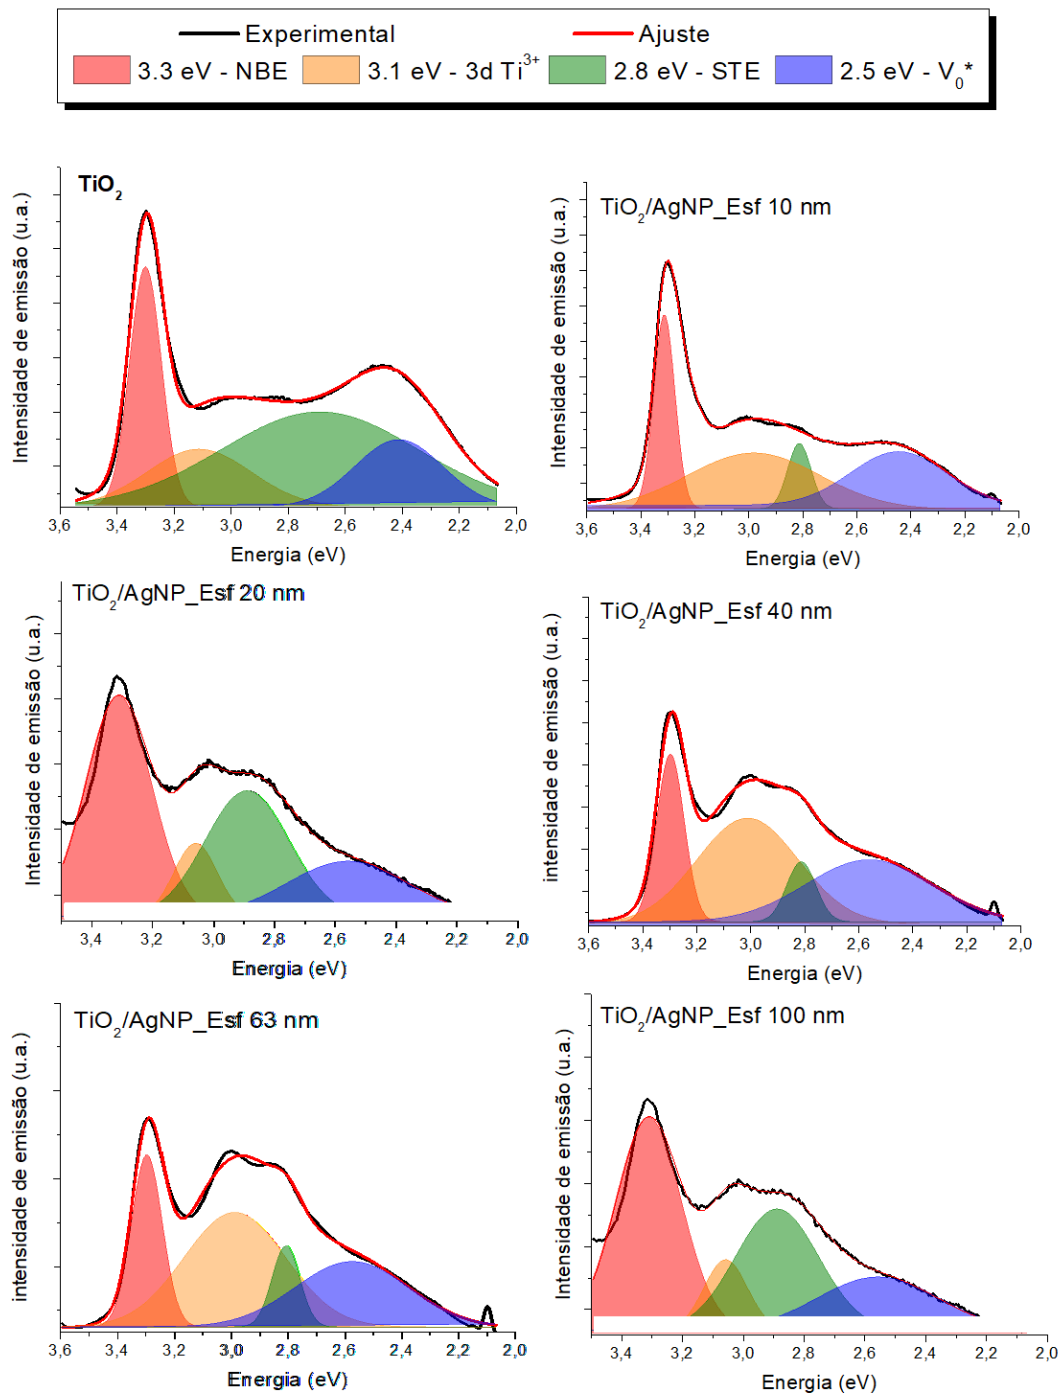 Experimental
Ajuste
3.3 eV - NBE
3.1 eV - 3d Ti³⁺
2.8 eV - STE
2.5 eV - V₀*
TiO₂
Intensidade de emissão (u.a.)
3,6 3,4 3,2 3,0 2,8 2,6 2,4 2,2 2,0
Energia (eV)
TiO₂/AgNP_Esf 10 nm
Intensidade de emissão (u.a.)
3,6 3,4 3,2 3,0 2,8 2,6 2,4 2,2 2,0
Energia (eV)
TiO₂/AgNP_Esf 20 nm
Intensidade de emissão (u.a.)
3,4 3,2 3,0 2,8 2,6 2,4 2,2 2,0
Energia (eV)
TiO₂/AgNP_Esf 40 nm
Intensidade de emissão (u.a.)
3,6 3,4 3,2 3,0 2,8 2,6 2,4 2,2 2,0
Energia (eV)
TiO₂/AgNP_Esf 63 nm
intensidade de emissão (u.a.)
3,6 3,4 3,2 3,0 2,8 2,6 2,4 2,2 2,0
Energia (eV)
TiO₂/AgNP_Esf 100 nm
Intensidade de emissão (u.a.)
3,4 3,2 3,0 2,8 2,6 2,4 2,2 2,0
Energia (eV)